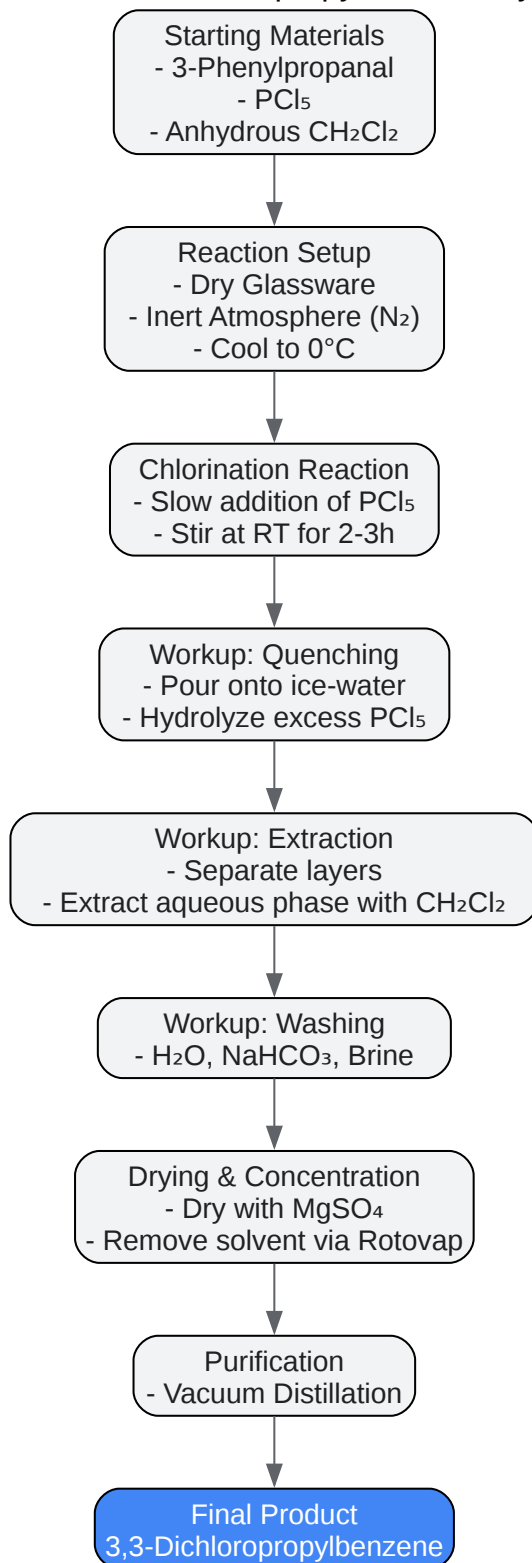 Starting Materials
- 3-Phenylpropanal
- PCl₅
- Anhydrous CH₂Cl₂
Reaction Setup
- Dry Glassware
- Inert Atmosphere (N₂)
- Cool to 0°C
Chlorination Reaction
- Slow addition of PCl₅
- Stir at RT for 2-3h
Workup: Quenching
- Pour onto ice-water
- Hydrolyze excess PCl₅
Workup: Extraction
- Separate layers
- Extract aqueous phase with CH₂Cl₂
Workup: Washing
- H₂O, NaHCO₃, Brine
Drying & Concentration
- Dry with MgSO₄
- Remove solvent via Rotovap
Purification
- Vacuum Distillation
Final Product
3,3-Dichloropropylbenzene